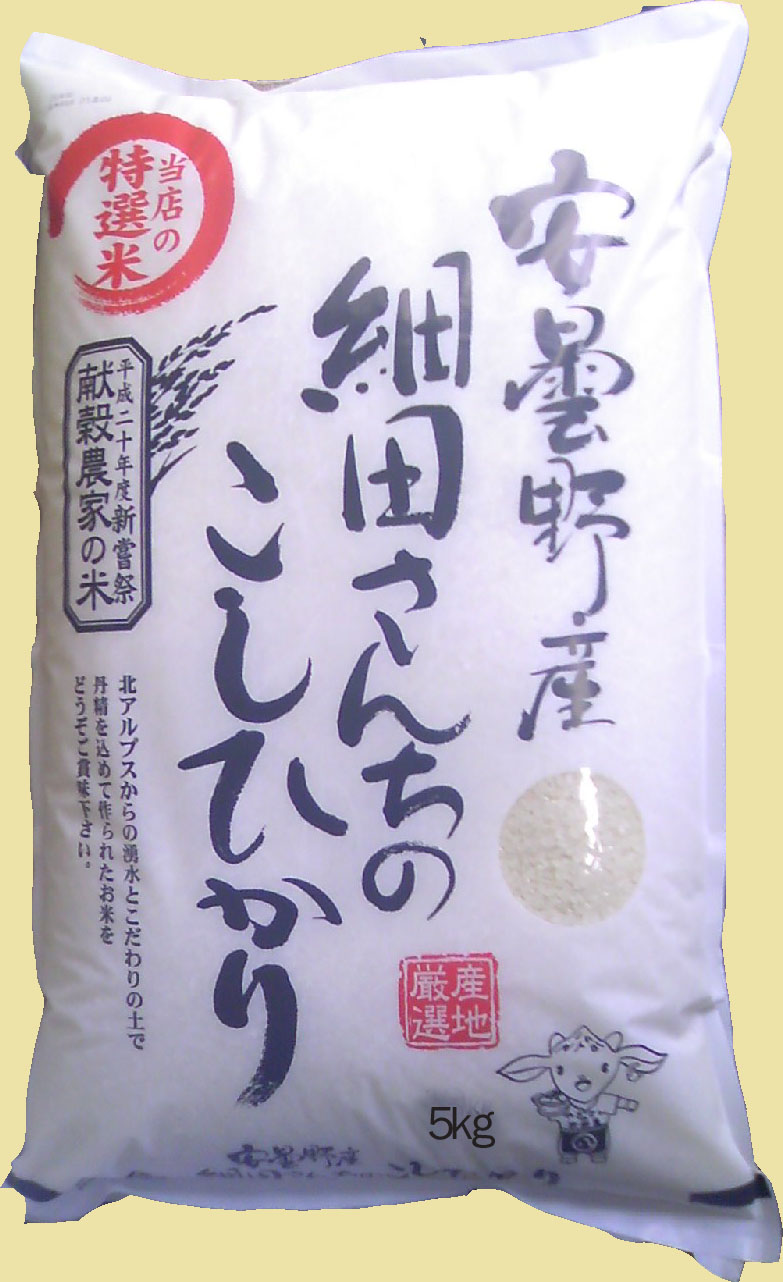 安曇野産
細田さんちの
こしひかり
当店の
特選米
平成二十年度新嘗祭
献穀農家の米
北アルプスからの湧水とこだわりの土で
丹精を込めて作られたお米を
どうぞご賞味下さい。
産地
厳選
5kg
安曇野産